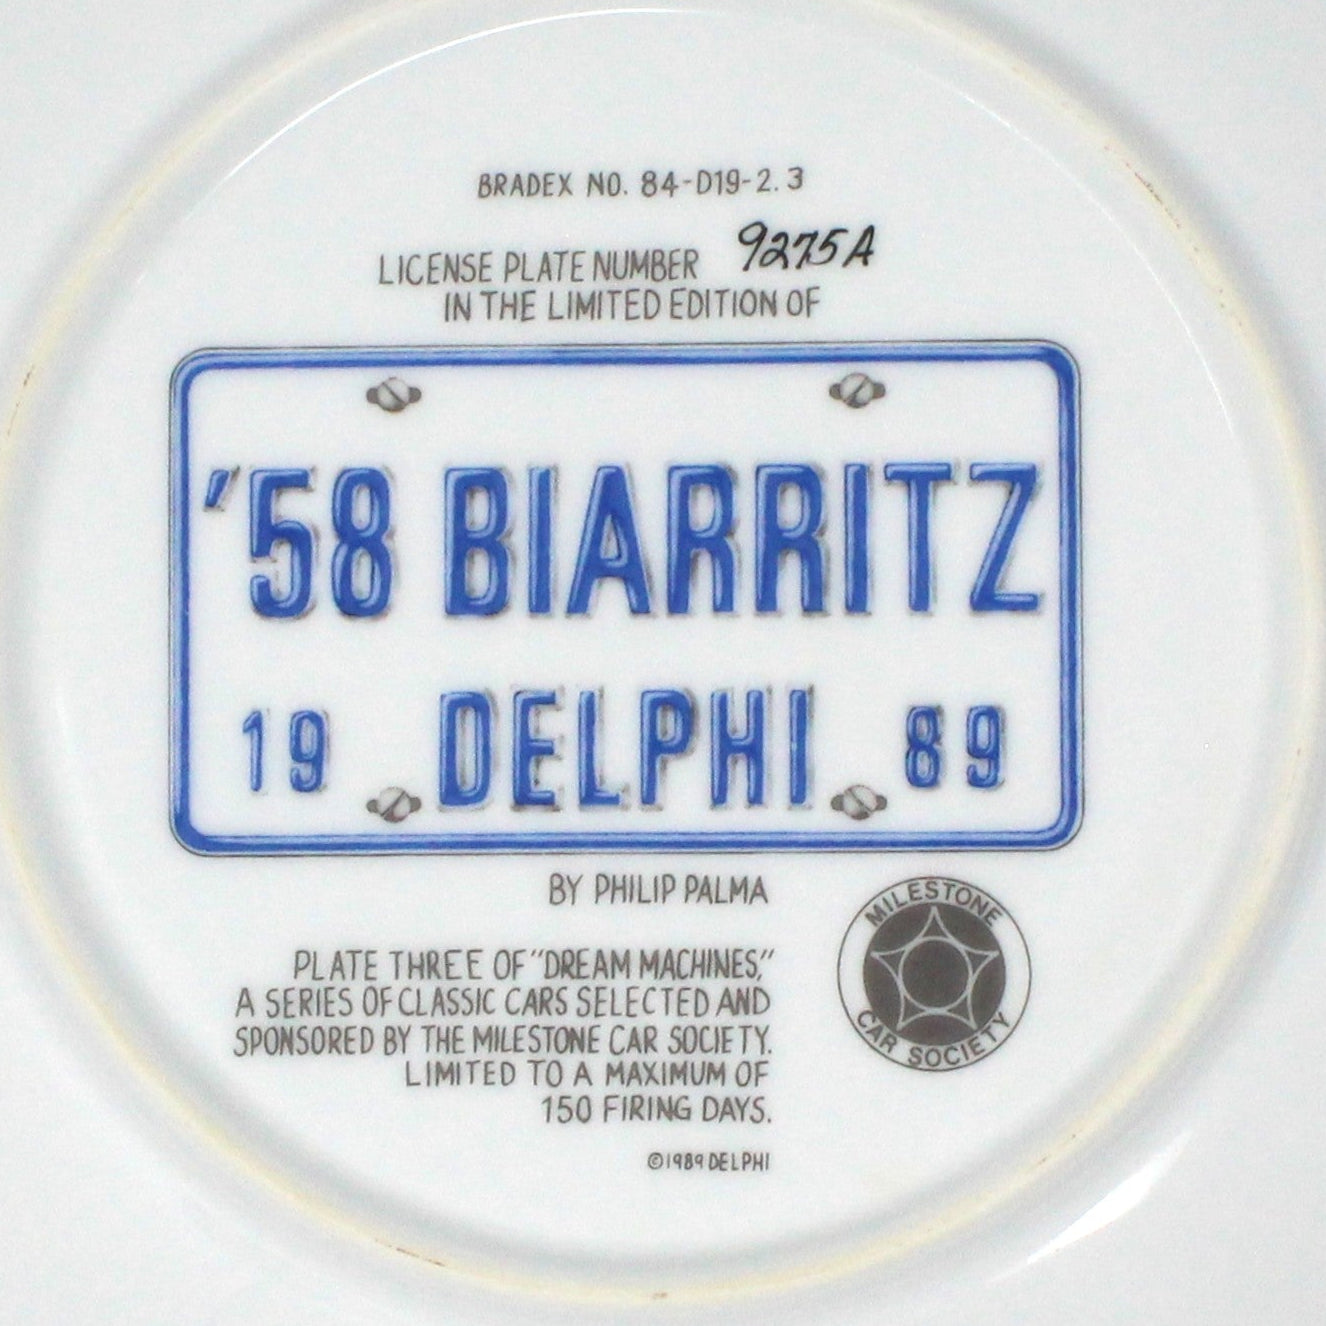 BRADEX NO. 84-D19-2.3
LICENSE PLATE NUMBER 9275A
IN THE LIMITED EDITION OF
'58 BIARRITZ
19 DELPHI 89
BY PHILIP PALMA
MILESTONE
CAR SOCIETY
PLATE THREE OF "DREAM MACHINES,"
A SERIES OF CLASSIC CARS SELECTED AND
SPONSORED BY THE MILESTONE CAR SOCIETY.
LIMITED TO A MAXIMUM OF
150 FIRING DAYS.
©1989 DELPHI